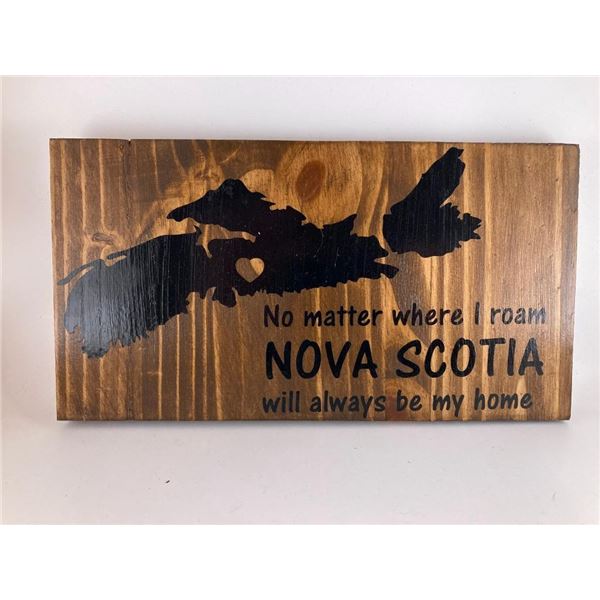 No matter where I roam
NOVA SCOTIA
will always be my home